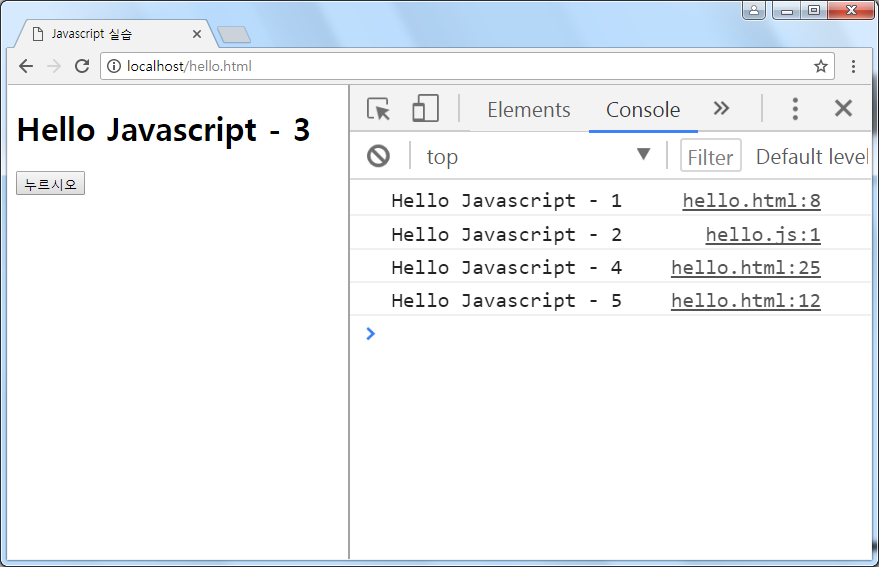 Javascript 실습
localhost/hello.html
Hello Javascript - 3
누르시오
Elements Console
top Filter Default level
Hello Javascript - 1 hello.html:8
Hello Javascript - 2 hello.js:1
Hello Javascript - 4 hello.html:25
Hello Javascript - 5 hello.html:12